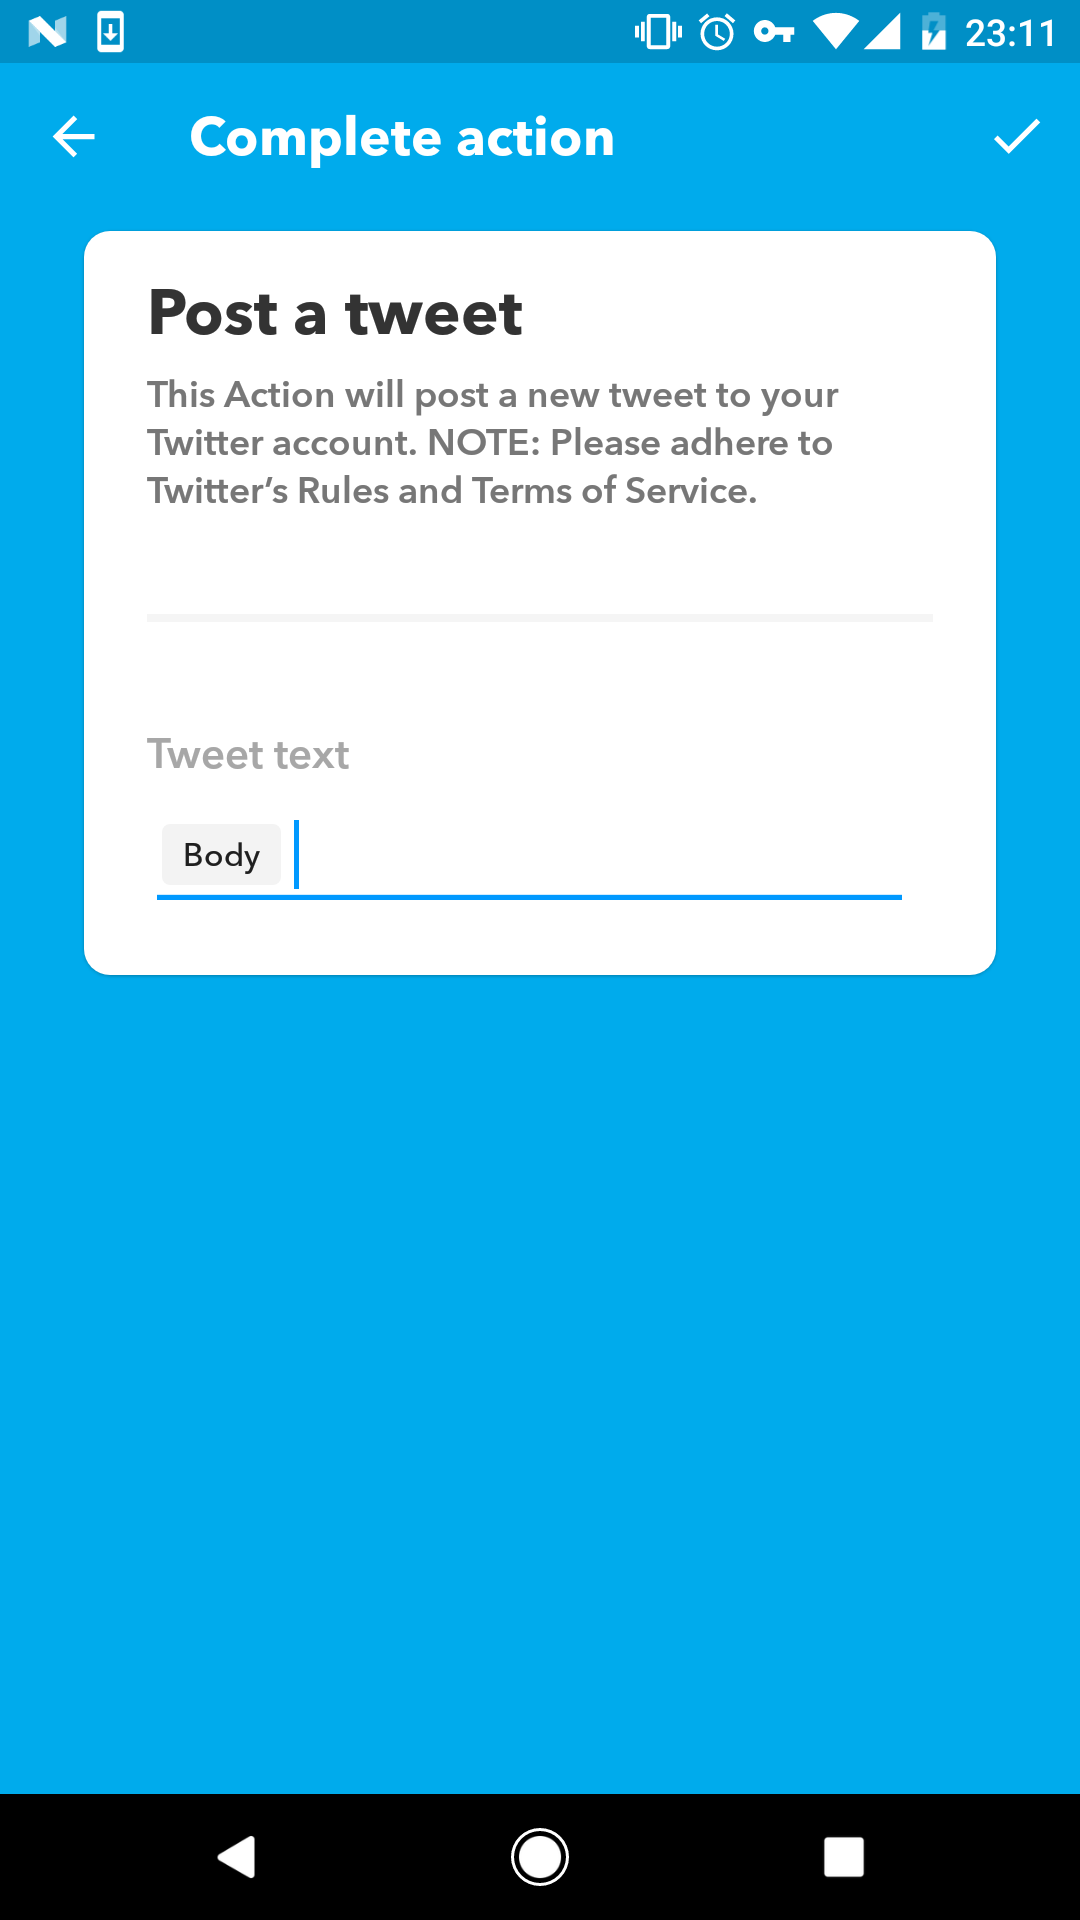 23:11
Complete action
Post a tweet
This Action will post a new tweet to your
Twitter account. NOTE: Please adhere to
Twitter’s Rules and Terms of Service.
Tweet text
Body